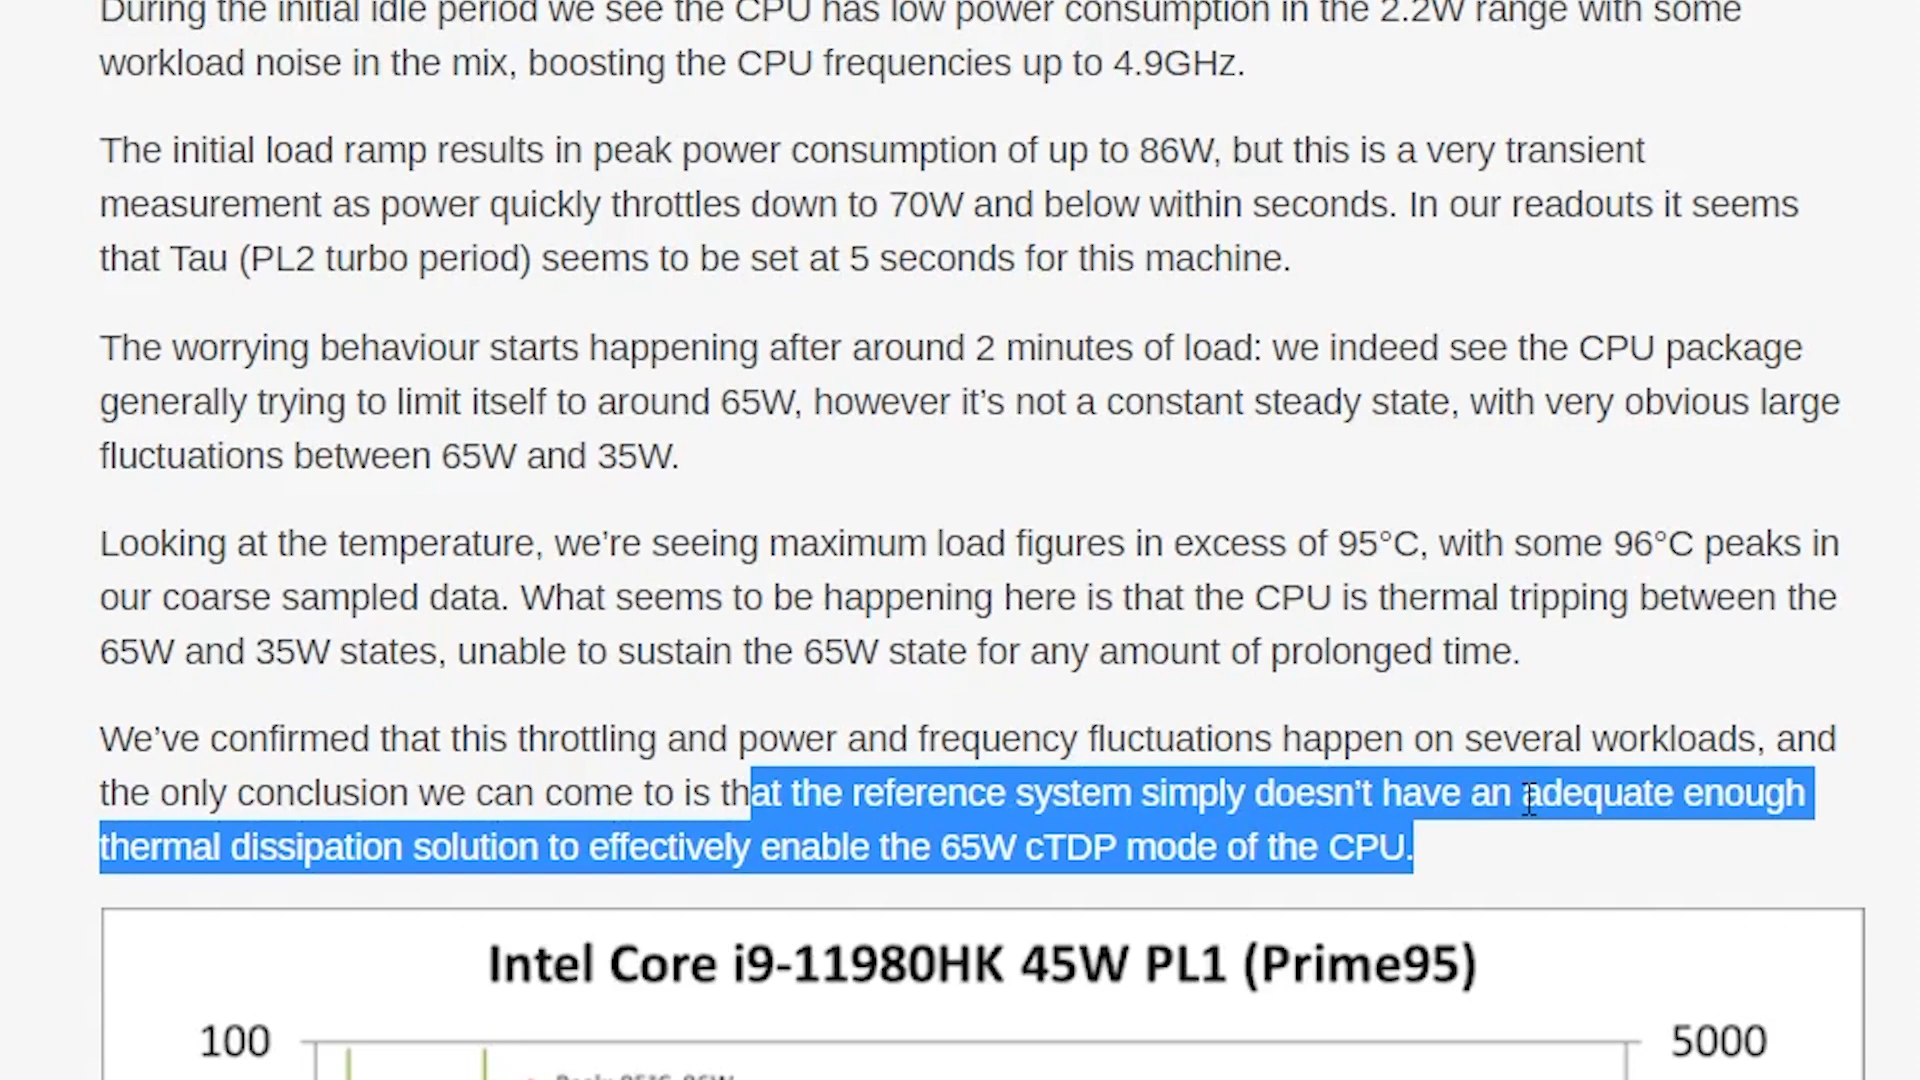 During the initial idle period we see the CPU has low power consumption in the 2.2W range with some
workload noise in the mix, boosting the CPU frequencies up to 4.9GHz.
The initial load ramp results in peak power consumption of up to 86W, but this is a very transient
measurement as power quickly throttles down to 70W and below within seconds. In our readouts it seems
that Tau (PL2 turbo period) seems to be set at 5 seconds for this machine.
The worrying behaviour starts happening after around 2 minutes of load: we indeed see the CPU package
generally trying to limit itself to around 65W, however it’s not a constant steady state, with very obvious large
fluctuations between 65W and 35W.
Looking at the temperature, we’re seeing maximum load figures in excess of 95°C, with some 96°C peaks in
our coarse sampled data. What seems to be happening here is that the CPU is thermal tripping between the
65W and 35W states, unable to sustain the 65W state for any amount of prolonged time.
We’ve confirmed that this throttling and power and frequency fluctuations happen on several workloads, and
the only conclusion we can come to is that the reference system simply doesn’t have an adequate enough
thermal dissipation solution to effectively enable the 65W cTDP mode of the CPU.
Intel Core i9-11980HK 45W PL1 (Prime95)
100 5000